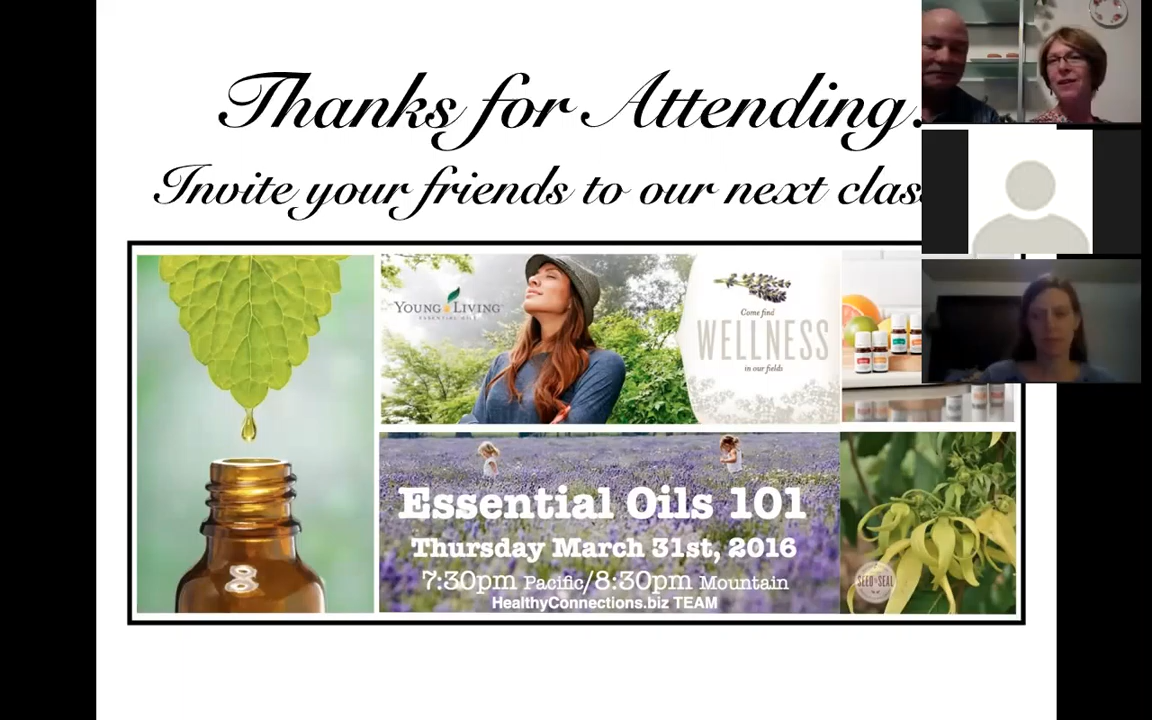 Thanks for Attending!
Invite your friends to our next clas
YOUNG LIVING
ESSENTIAL OILS
Come find
WELLNESS
in our fields
Essential Oils 101
Thursday March 31st, 2016
7:30pm Pacific/8:30pm Mountain
HealthyConnections.biz TEAM
SEED TO SEAL